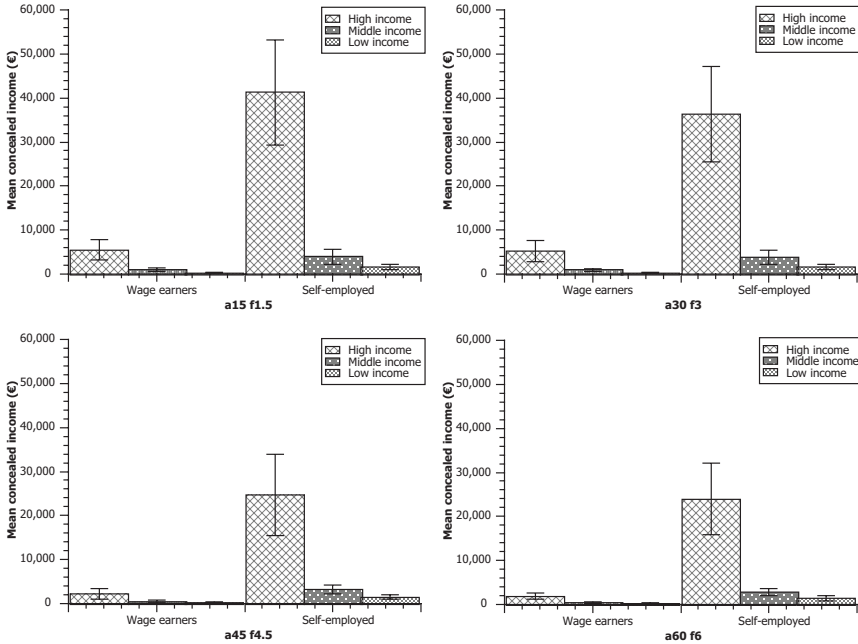 60,000
50,000
40,000
30,000
20,000
10,000
0
Mean concealed income (€)
High income
Middle income
Low income
Wage earners
Self-employed
a15 f1.5
60,000
50,000
40,000
30,000
20,000
10,000
0
Mean concealed income (€)
High income
Middle income
Low income
Wage earners
Self-employed
a30 f3
60,000
50,000
40,000
30,000
20,000
10,000
0
Mean concealed income (€)
High income
Middle income
Low income
Wage earners
Self-employed
a45 f4.5
60,000
50,000
40,000
30,000
20,000
10,000
0
Mean concealed income (€)
High income
Middle income
Low income
Wage earners
Self-employed
a60 f6